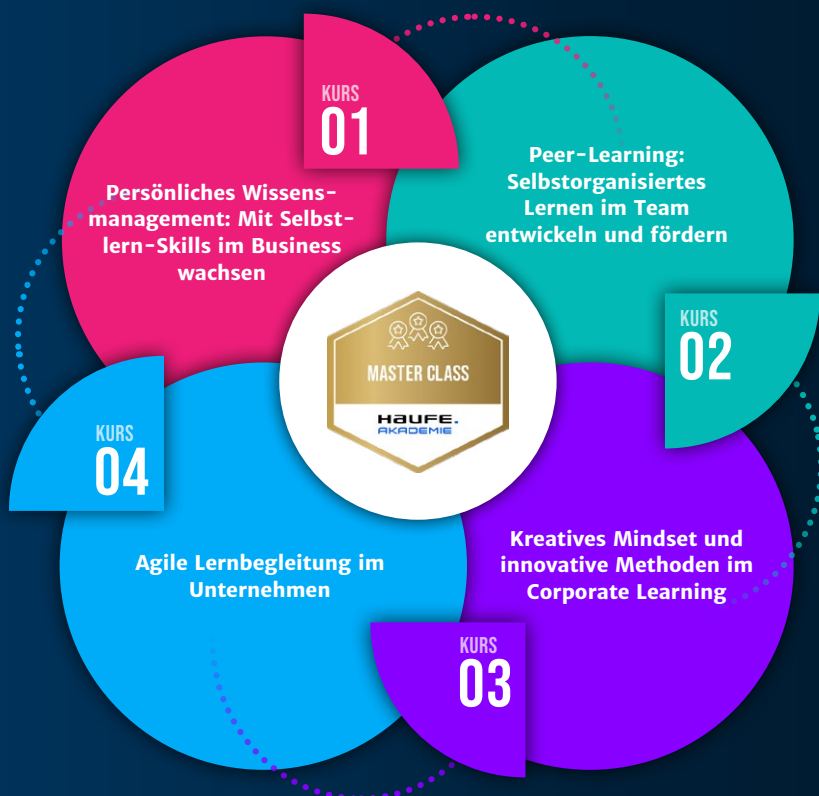 KURS
01
Persönliches Wissens-
management: Mit Selbst-
lern-Skills im Business
wachsen
Peer-Learning:
Selbstorganisiertes
Lernen im Team
entwickeln und fördern
KURS
02
MASTER CLASS
HAUFE.
AKADEMIE
KURS
04
Agile Lernbegleitung im
Unternehmen
Kreatives Mindset und
innovative Methoden im
Corporate Learning
KURS
03